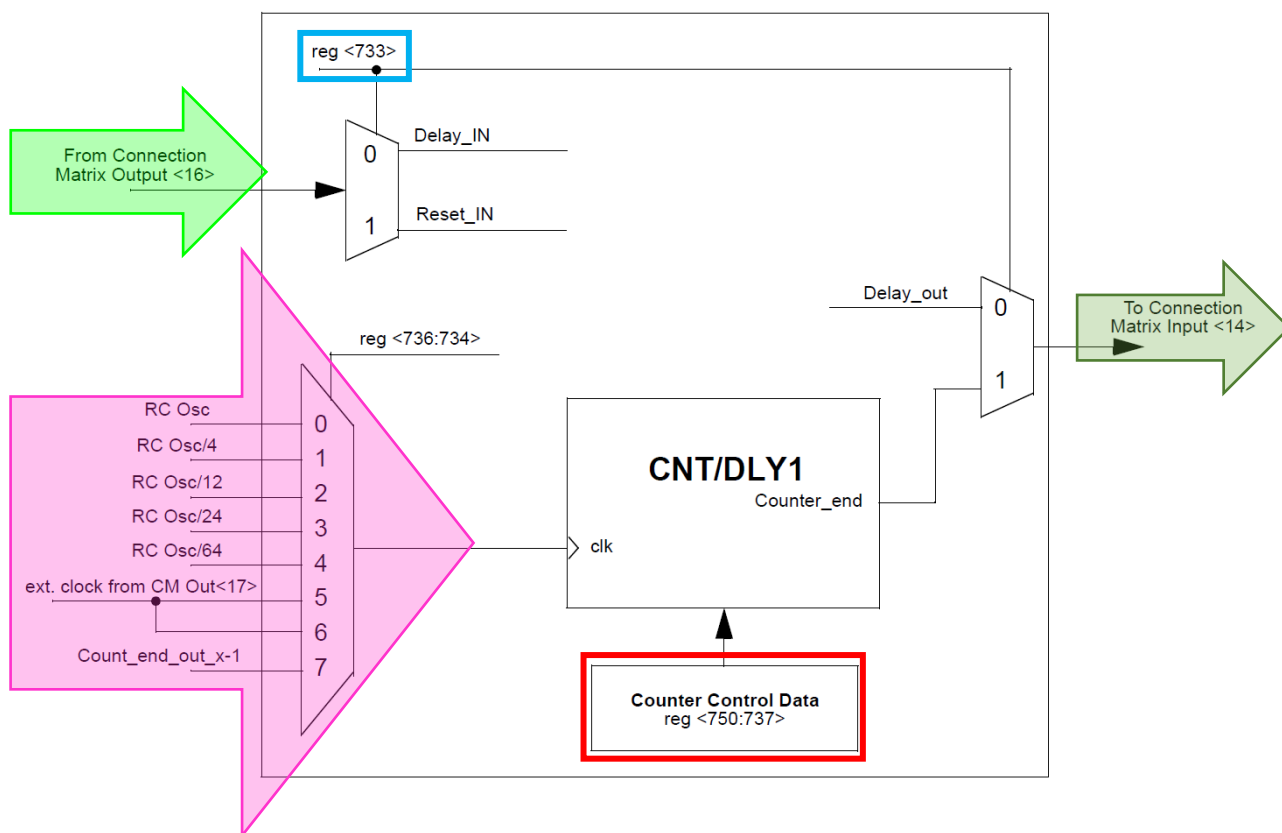 reg <733>
Delay_IN
0
From Connection
Matrix Output <16>
1
Reset_IN
Delay_out
0
To Connection
Matrix Input <14>
1
reg <736:734>
RC Osc
0
RC Osc/4
1
RC Osc/12
2
RC Osc/24
3
RC Osc/64
4
ext. clock from CM Out<17>
5
6
Count_end_out_x-1
7
CNT/DLY1
Counter_end
clk
Counter Control Data
reg <750:737>